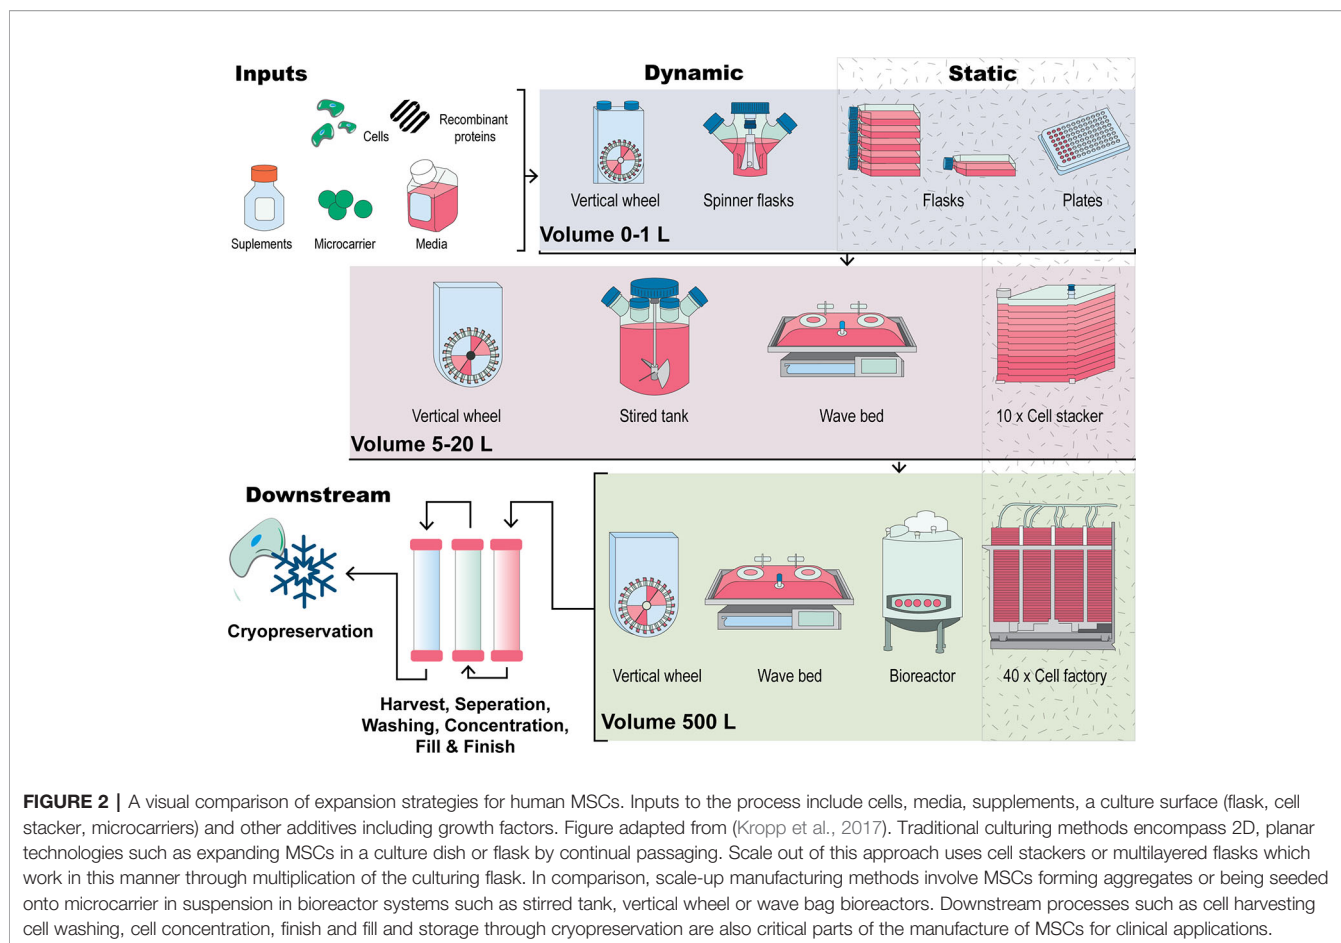 Inputs
Dynamic
Static
Cells
Recombinant
proteins
Suplements
Microcarrier
Media
Vertical wheel
Spinner flasks
Flasks
Plates
Volume 0-1 L
Vertical wheel
Stired tank
Wave bed
10 x Cell stacker
Volume 5-20 L
Downstream
Cryopreservation
Harvest, Seperation,
Washing, Concentration,
Fill & Finish
Vertical wheel
Wave bed
Bioreactor
40 x Cell factory
Volume 500 L
FIGURE 2 | A visual comparison of expansion strategies for human MSCs. Inputs to the process include cells, media, supplements, a culture surface (flask, cell
stacker, microcarriers) and other additives including growth factors. Figure adapted from (Kropp et al., 2017). Traditional culturing methods encompass 2D, planar
technologies such as expanding MSCs in a culture dish or flask by continual passaging. Scale out of this approach uses cell stackers or multilayered flasks which
work in this manner through multiplication of the culturing flask. In comparison, scale-up manufacturing methods involve MSCs forming aggregates or being seeded
onto microcarrier in suspension in bioreactor systems such as stirred tank, vertical wheel or wave bag bioreactors. Downstream processes such as cell harvesting
cell washing, cell concentration, finish and fill and storage through cryopreservation are also critical parts of the manufacture of MSCs for clinical applications.